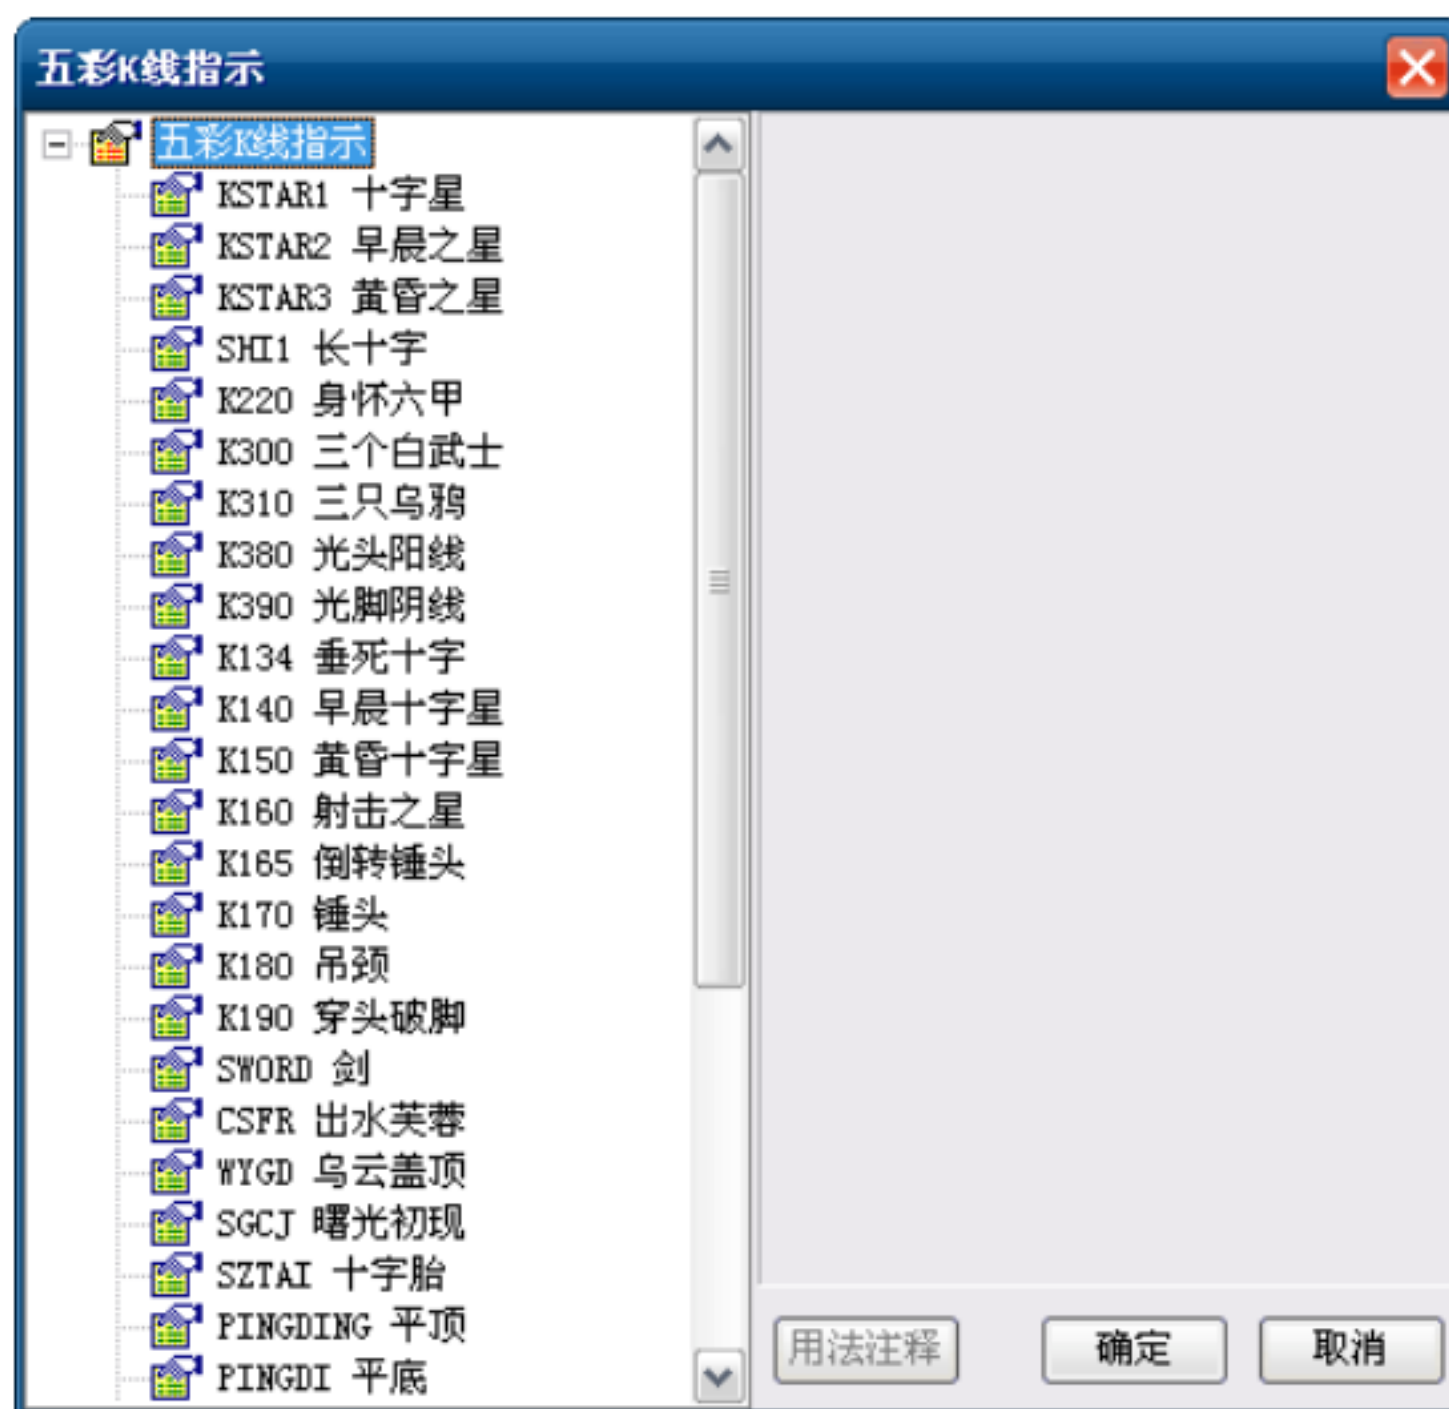 五彩K线指示
五彩K线指示
KSTAR1 十字星
KSTAR2 早晨之星
KSTAR3 黄昏之星
SHI1 长十字
K220 身怀六甲
K300 三个白武士
K310 三只乌鸦
K380 光头阳线
K390 光脚阴线
K134 垂死十字
K140 早晨十字星
K150 黄昏十字星
K160 射击之星
K165 倒转锤头
K170 锤头
K180 吊颈
K190 穿头破脚
SWORD 剑
CSFR 出水芙蓉
WYGD 乌云盖顶
SGCJ 曙光初现
SZTAI 十字胎
PINGDING 平顶
PINGDI 平底
用法注释 确定 取消